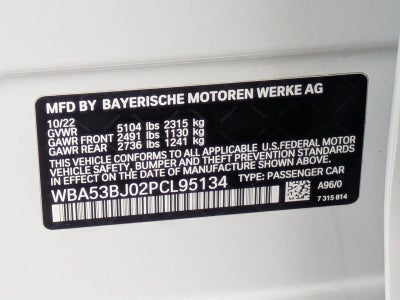 MFD BY BAYERISCHE MOTOREN WERKE AG
10/22
GVWR 5104 lbs 2315 kg
GAWR FRONT 2491 lbs 1130 kg
GAWR REAR 2736 lbs 1241 kg
THIS VEHICLE CONFORMS TO ALL APPLICABLE U.S.FEDERAL MOTOR
VEHICLE SAFETY, BUMPER, AND THEFT PREVENTION STANDARDS
IN EFFECT ON THE DATE OF MANUFACTURE SHOWN ABOVE.
WBA53BJ02PCL95134 TYPE: PASSENGER CAR
A96/0
7 315 814